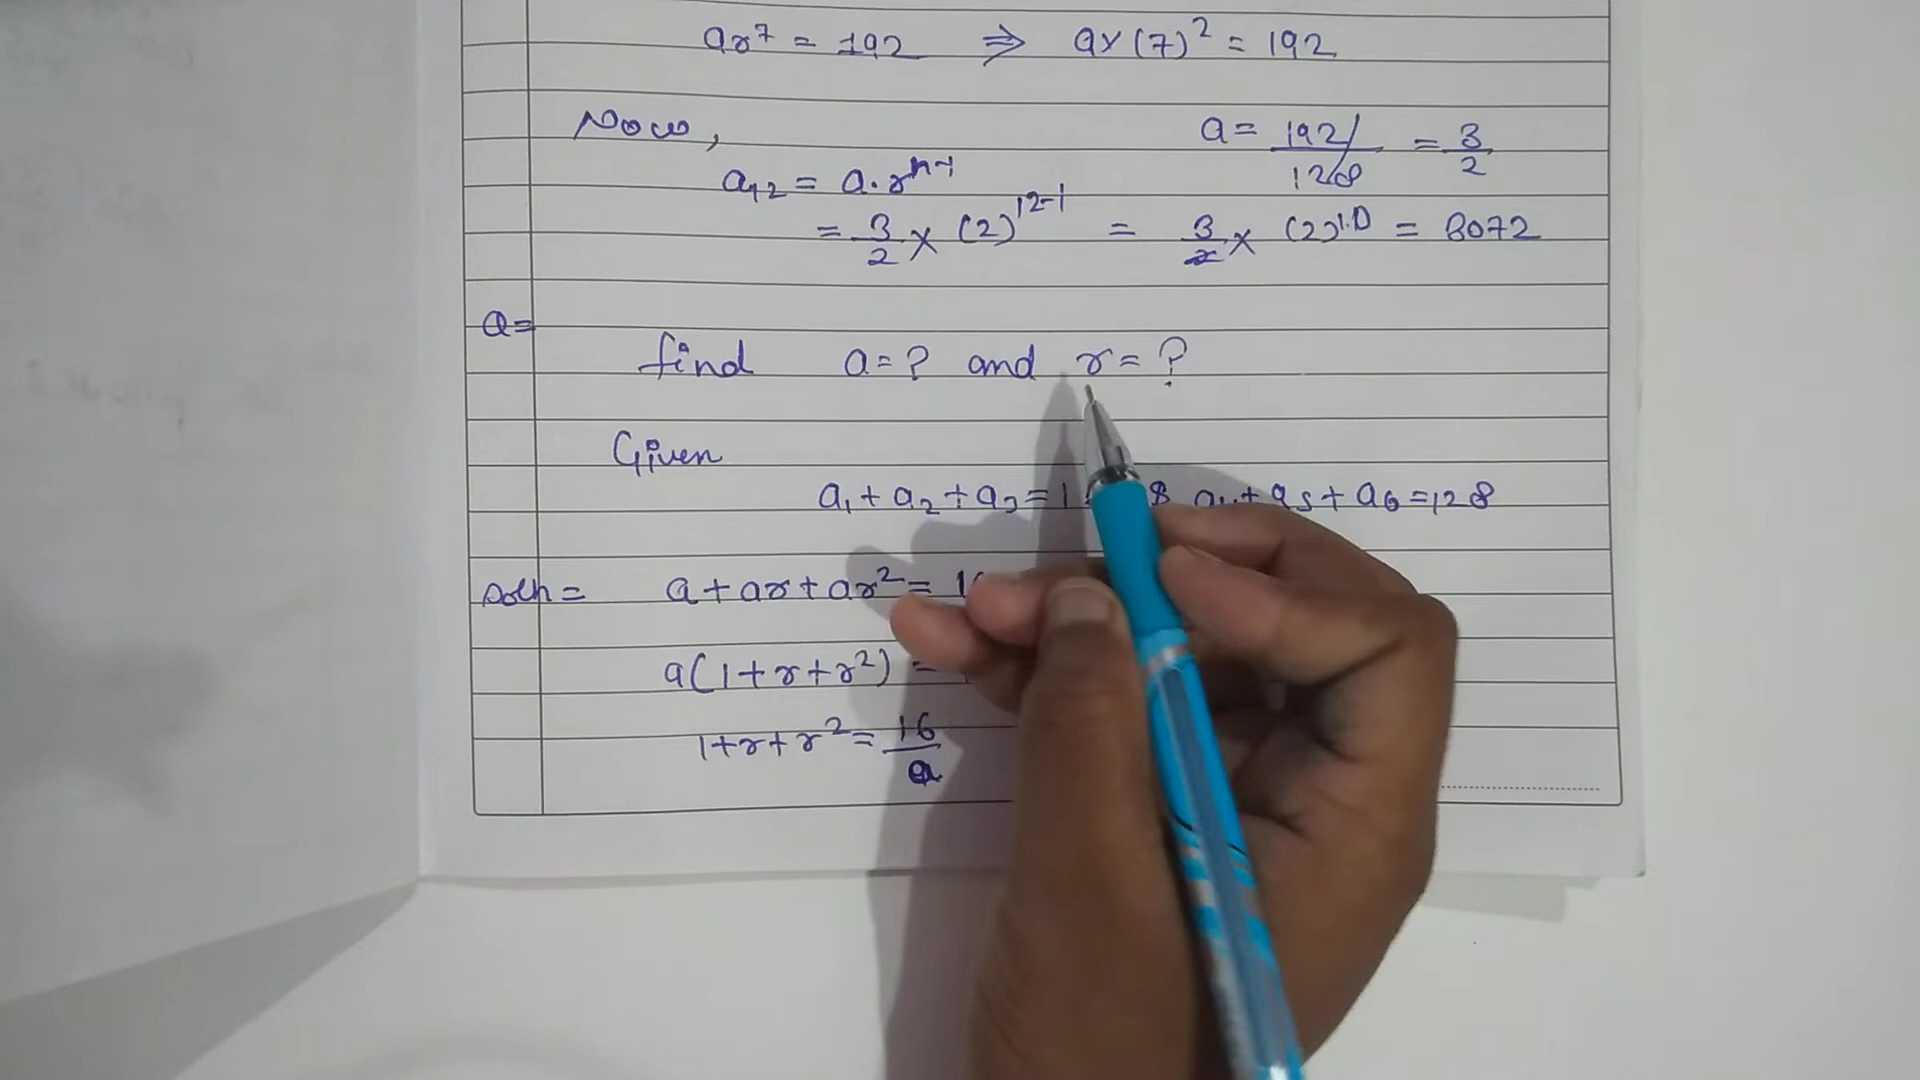 ar⁷ = 192 ⇒ a×(7)² = 192
Now,
a = 192/128 = 3/2
a₁₂ = a.rⁿ⁻¹
= 3/2 × (2)¹²⁻¹ = 3/2 × (2)¹·⁰ = 3072
Q=
find a=? and r=?
Given
a₁+a₂+a₃=1 & + a₅+a₆=128
Soln= a+ar+ar²= 16
a(1+r+r²) =
1+r+r²= 16/a